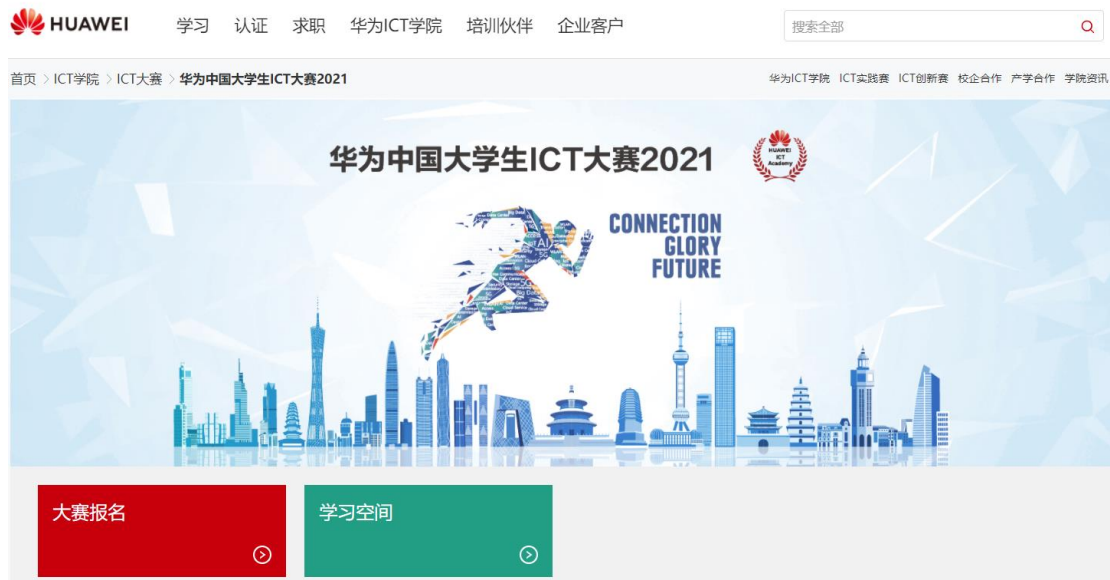 HUAWEI 学习 认证 求职 华为ICT学院 培训伙伴 企业客户 搜索全部
首页 > ICT学院 > ICT大赛 > 华为中国大学生ICT大赛2021 华为ICT学院 ICT实践赛 ICT创新赛 校企合作 产学合作 学院资讯
华为中国大学生ICT大赛2021
HUAWEI
ICT
Academy
CONNECTION
GLORY
FUTURE
AI
5G
大赛报名 学习空间